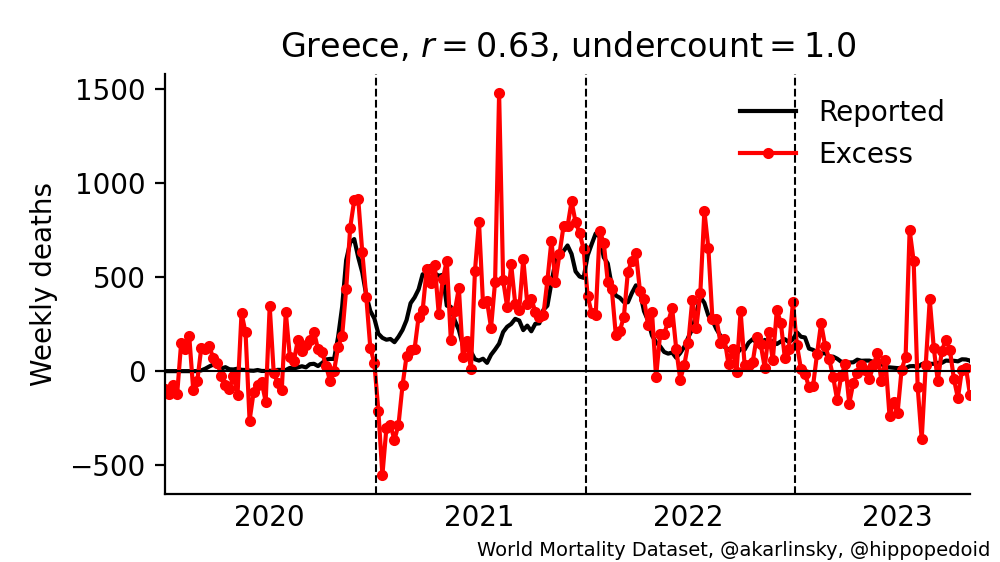 Greece, r = 0.63, undercount = 1.0
1500
1000
500
0
−500
Weekly deaths
Reported
Excess
2020 2021 2022 2023
World Mortality Dataset, @akarlinsky, @hippopedoid